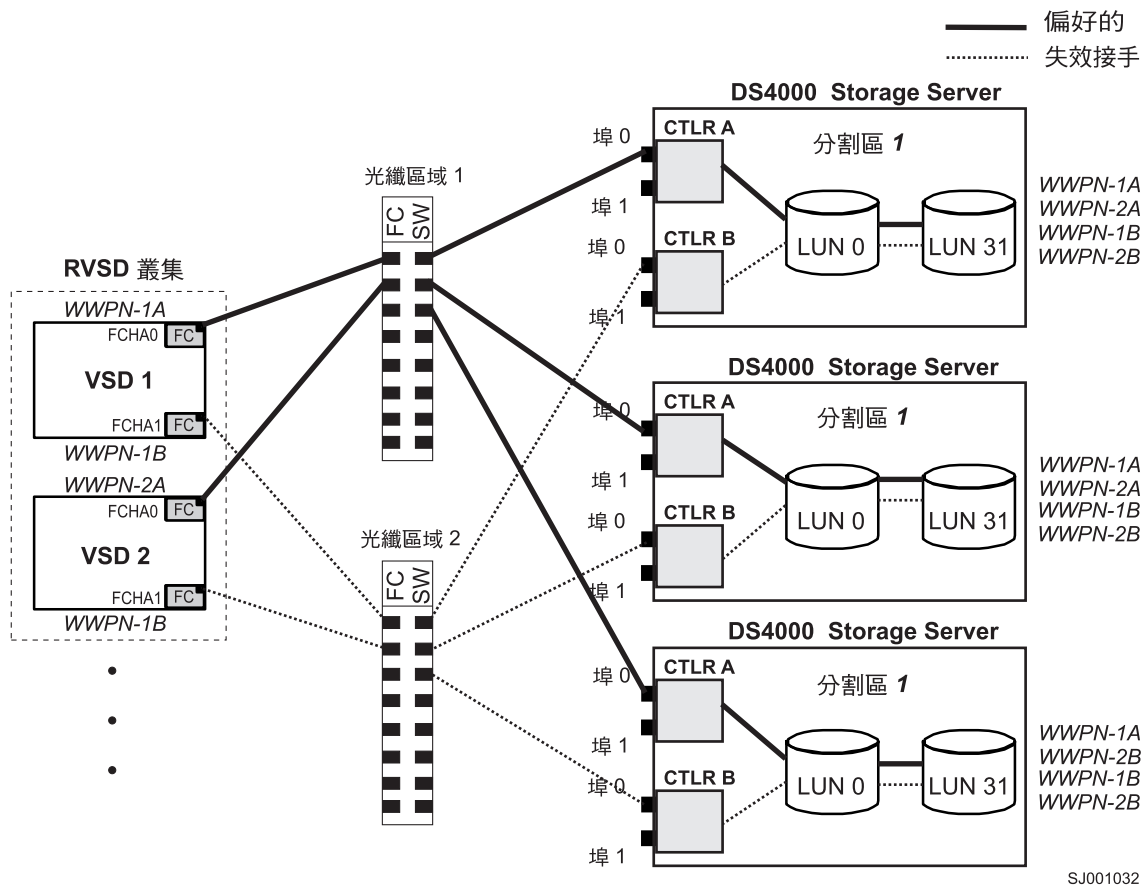 偏好的
失效接手
DS4000 Storage Server
埠 0
CTLR A
分割區 1
埠 1
埠 0
CTLR B
埠 1
LUN 0
LUN 31
WWPN-1A
WWPN-2A
WWPN-1B
WWPN-2B
光纖區域 1
FC
SW
RVSD 叢集
WWPN-1A
FCHA0
FC
VSD 1
FCHA1
FC
WWPN-1B
WWPN-2A
FCHA0
FC
VSD 2
FCHA1
FC
WWPN-1B
光纖區域 2
FC
SW
DS4000 Storage Server
埠 0
CTLR A
分割區 1
埠 1
埠 0
CTLR B
埠 1
LUN 0
LUN 31
WWPN-1A
WWPN-2A
WWPN-1B
WWPN-2B
DS4000 Storage Server
埠 0
CTLR A
分割區 1
埠 1
埠 0
CTLR B
埠 1
LUN 0
LUN 31
WWPN-1A
WWPN-2B
WWPN-1B
WWPN-2B
SJ001032